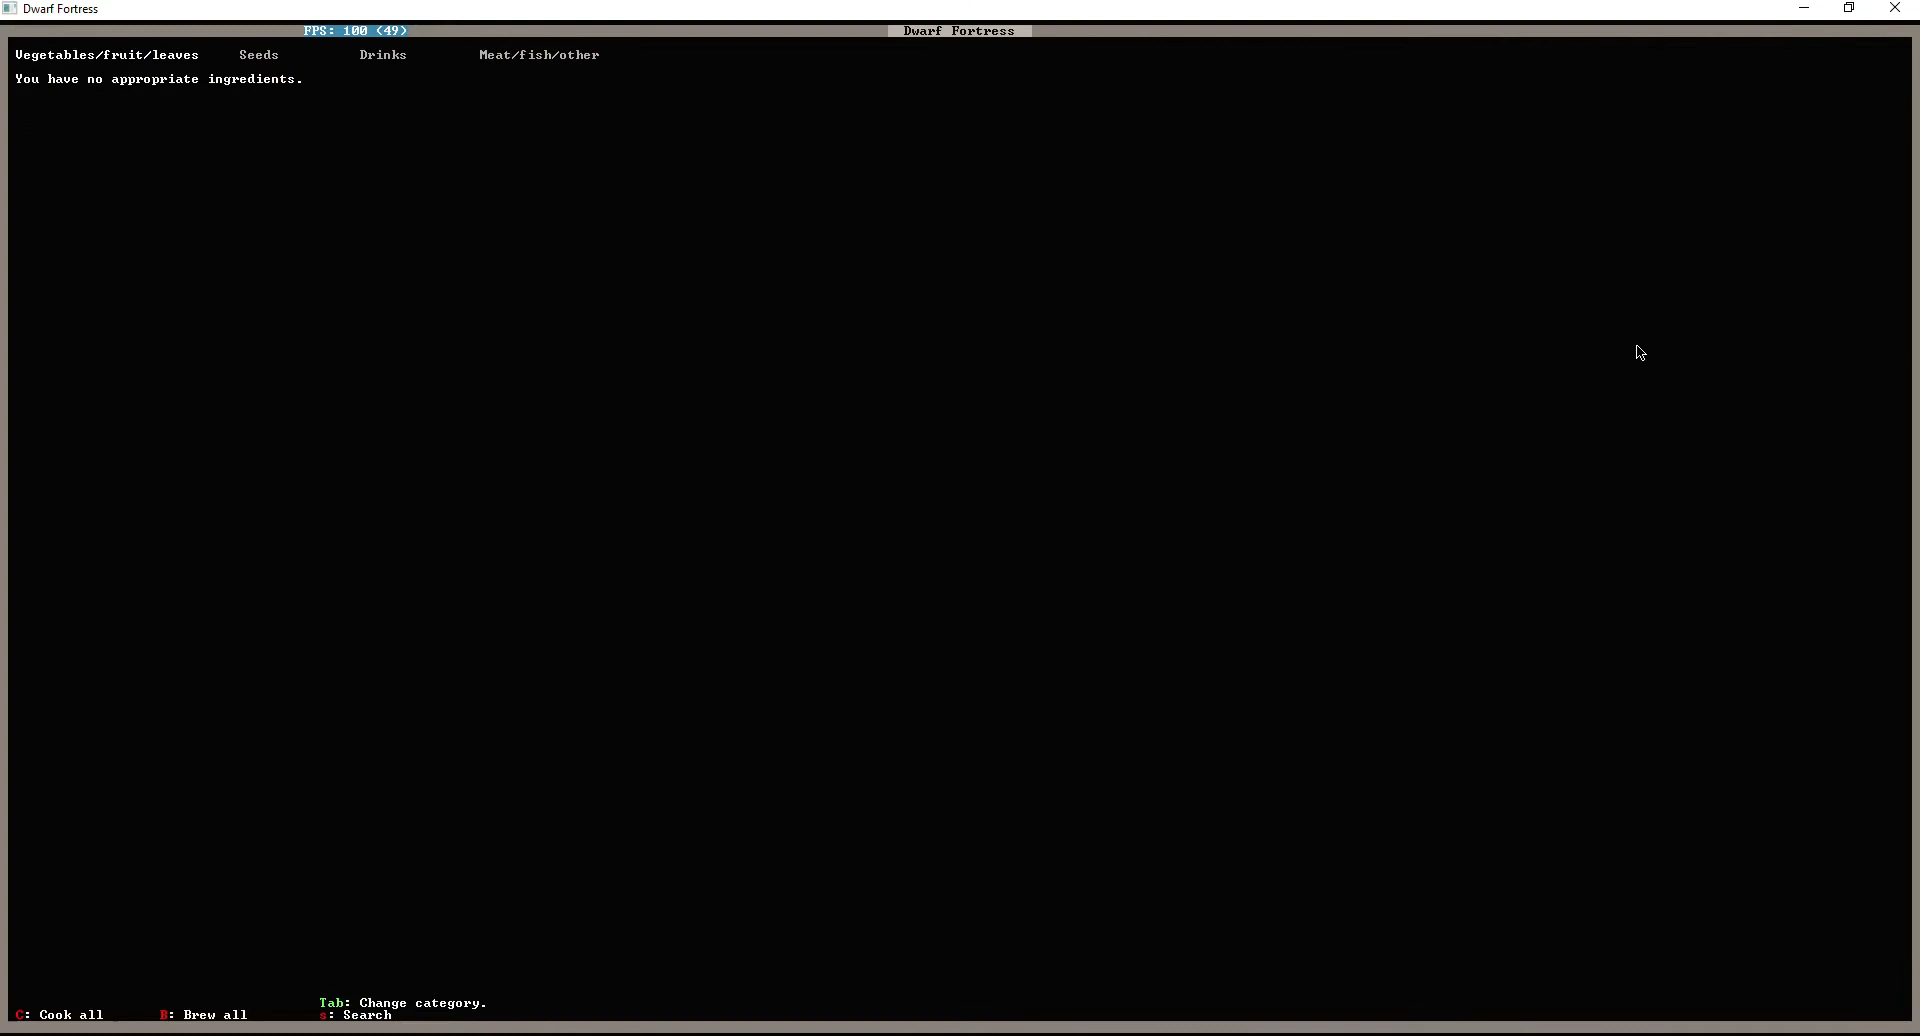 Dwarf Fortress
FPS: 100 (49)
Dwarf Fortress
Vegetables/fruit/leaves Seeds Drinks Meat/fish/other
You have no appropriate ingredients.
Tab: Change category.
C: Cook all B: Brew all s: Search